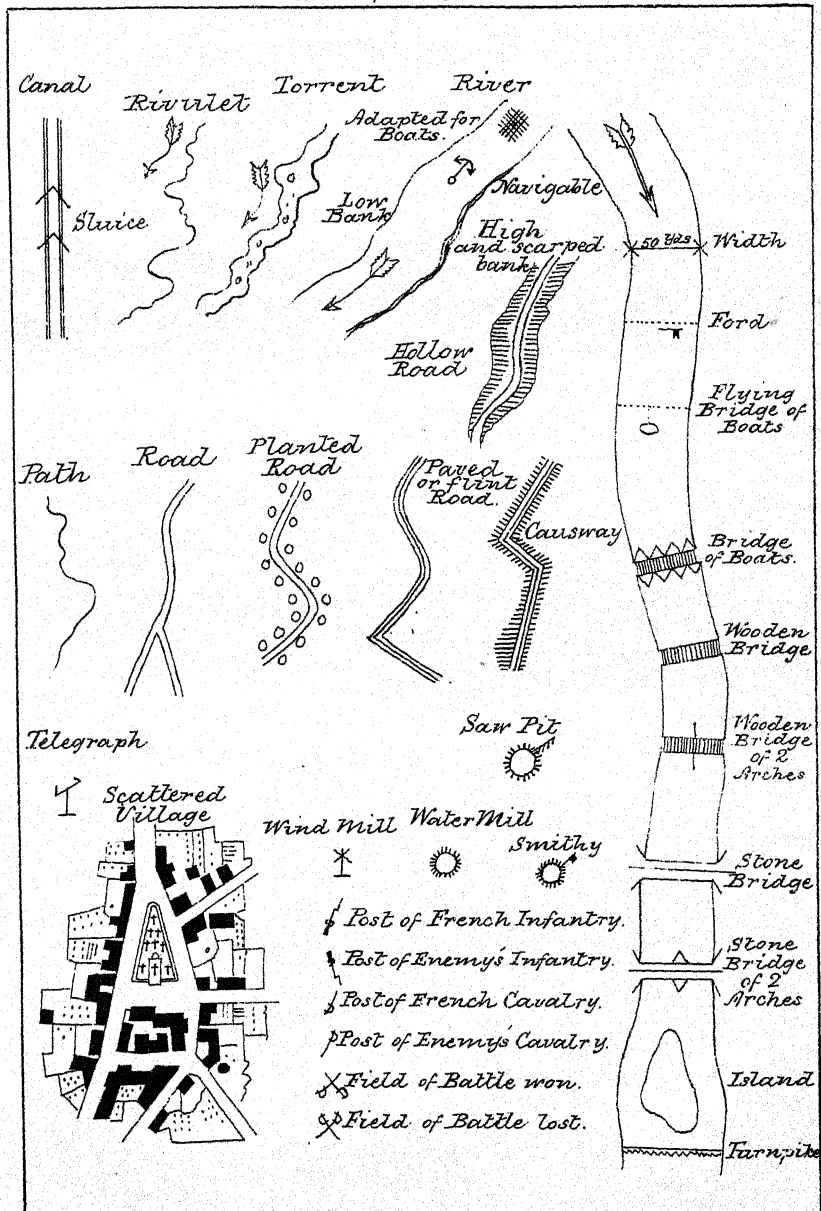 Canal
Rivulet
Torrent
River
Adapted for
Boats.
Sluice
Low
Bank
Navigable
High
and scarped
bank
50 Yds
Width
Ford
Hollow
Road
Flying
Bridge of
Boats
Path
Road
Planted
Road
Paved
or flint
Road.
Causway
Bridge
of Boats.
Wooden
Bridge
Saw Pit
Wooden
Bridge
of 2
Arches
Telegraph
Scattered
Village
Wind Mill
Water Mill
Smithy
Stone
Bridge
Post of French Infantry.
Post of Enemy's Infantry.
Post of French Cavalry.
Post of Enemy's Cavalry.
Field of Battle won.
Field of Battle lost.
Stone
Bridge
of 2
Arches
Island
Turnpike